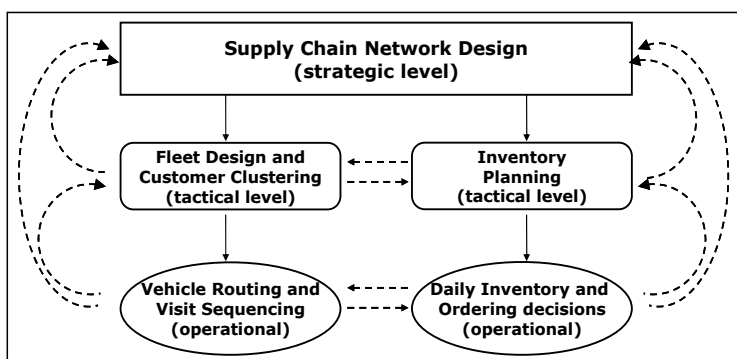 Supply Chain Network Design
(strategic level)
Fleet Design and
Customer Clustering
(tactical level)
Inventory
Planning
(tactical level)
Vehicle Routing and
Visit Sequencing
(operational)
Daily Inventory and
Ordering decisions
(operational)